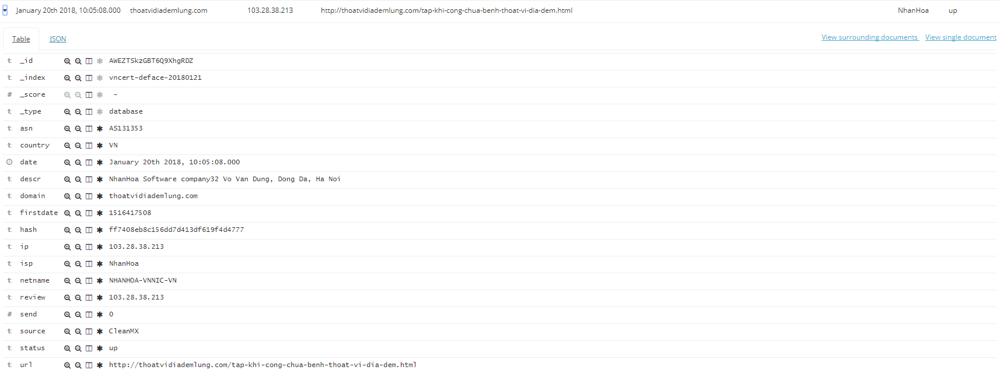 January 20th 2018, 10:05:08.000 thoatvidiademlung.com 103.28.38.213 http://thoatvidiademlung.com/tap-khi-cong-chua-benh-thoat-vi-dia-dem.html NhanHoa up
Table JSON View surrounding documents View single document
t _id AWEZTSkzGBT6Q9XhgRDZ
t _index vncert-deface-20180121
# _score -
t _type database
t asn AS131353
t country VN
date January 20th 2018, 10:05:08.000
t descr NhanHoa Software company32 Vo Van Dung, Dong Da, Ha Noi
t domain thoatvidiademlung.com
t firstdate 1516417508
t hash ff7408eb8c156dd7d413df619f4d4777
t ip 103.28.38.213
t isp NhanHoa
t netname NHANHOA-VNNIC-VN
t review 103.28.38.213
# send 0
t source CleanMX
t status up
t url http://thoatvidiademlung.com/tap-khi-cong-chua-benh-thoat-vi-dia-dem.html